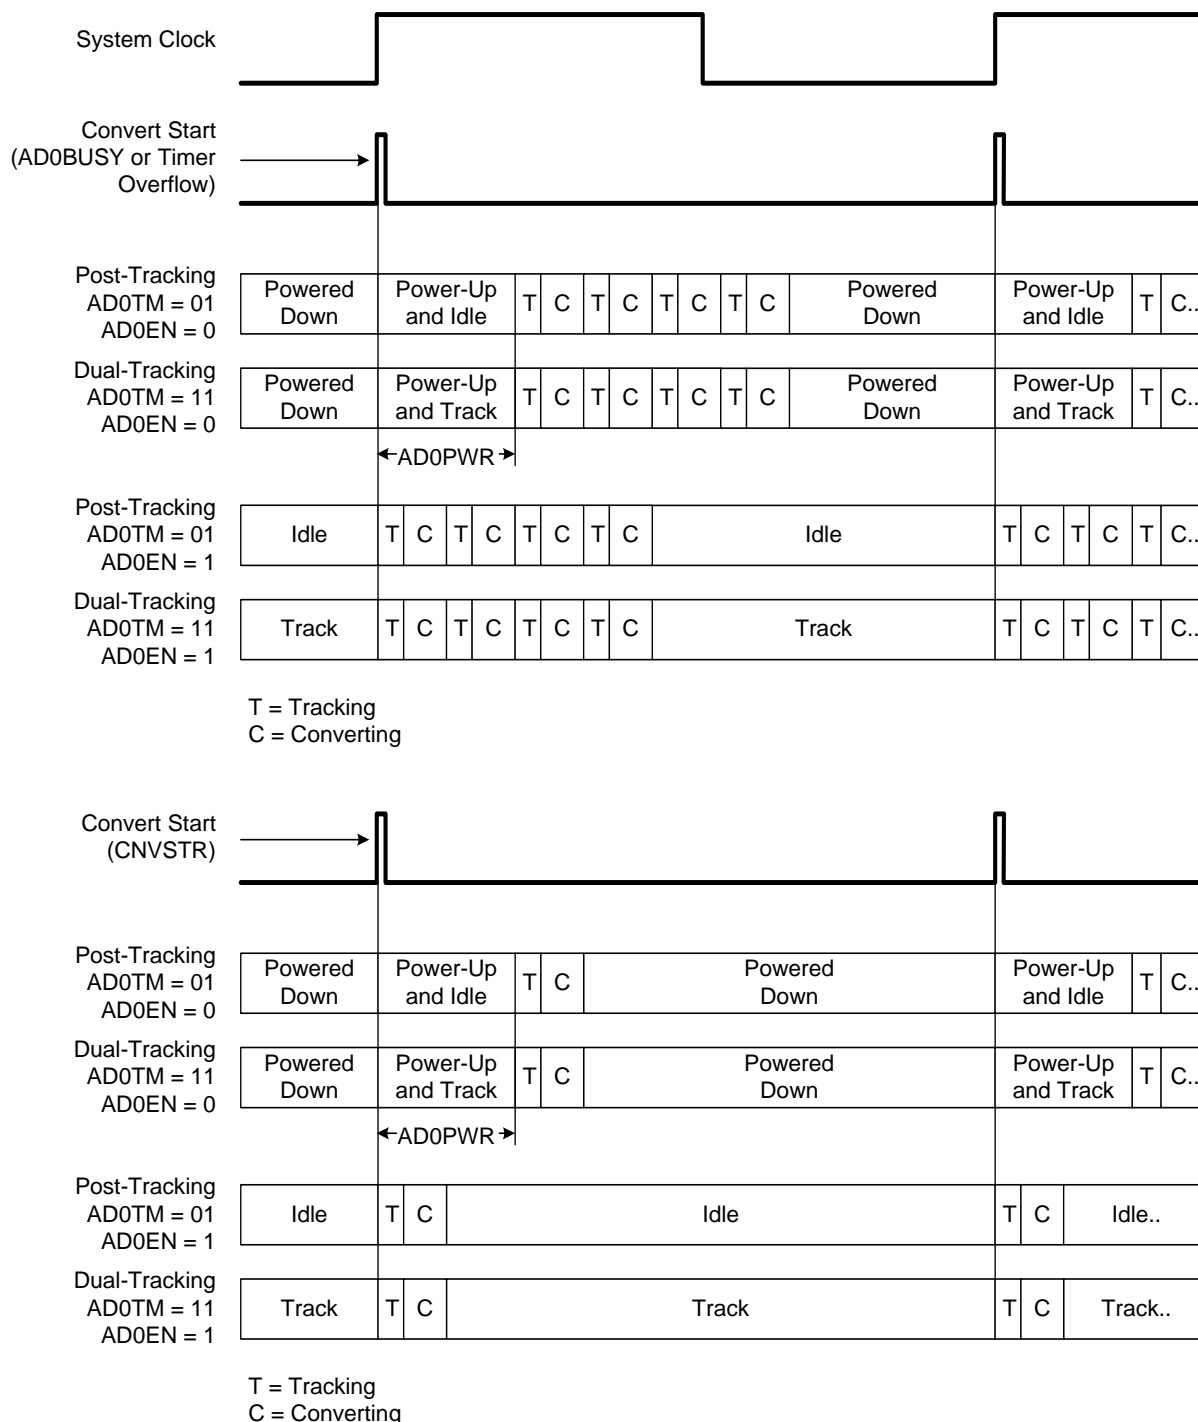 System Clock
Convert Start
(AD0BUSY or Timer
Overflow)
Post-Tracking
AD0TM = 01
AD0EN = 0
Powered
Down
Power-Up
and Idle
T C T C T C T C
Powered
Down
Power-Up
and Idle
T C..
Dual-Tracking
AD0TM = 11
AD0EN = 0
Powered
Down
Power-Up
and Track
T C T C T C T C
Powered
Down
Power-Up
and Track
T C..
AD0PWR
Post-Tracking
AD0TM = 01
AD0EN = 1
Idle T C T C T C T C Idle T C T C T C..
Dual-Tracking
AD0TM = 11
AD0EN = 1
Track T C T C T C T C Track T C T C T C..
T = Tracking
C = Converting
Convert Start
(CNVSTR)
Post-Tracking
AD0TM = 01
AD0EN = 0
Powered
Down
Power-Up
and Idle
T C
Powered
Down
Power-Up
and Idle
T C..
Dual-Tracking
AD0TM = 11
AD0EN = 0
Powered
Down
Power-Up
and Track
T C
Powered
Down
Power-Up
and Track
T C..
AD0PWR
Post-Tracking
AD0TM = 01
AD0EN = 1
Idle T C Idle T C Idle..
Dual-Tracking
AD0TM = 11
AD0EN = 1
Track T C Track T C Track..
T = Tracking
C = Converting